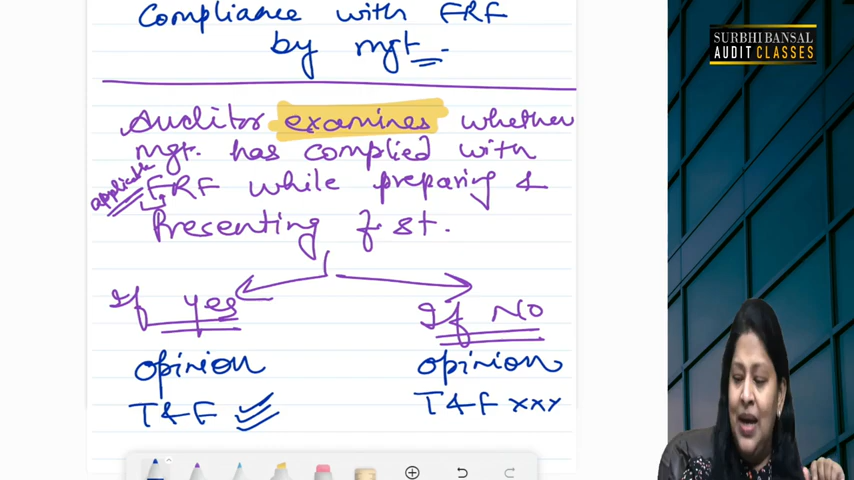 Compliance with FRF
by mgt.
SURBHI BANSAL
AUDIT CLASSES
Auditor examines whether
mgt. has complied with
applicable FRF while preparing &
Presenting f. st.
If yes
If No
opinion
opinion
T & F
T & F xxx